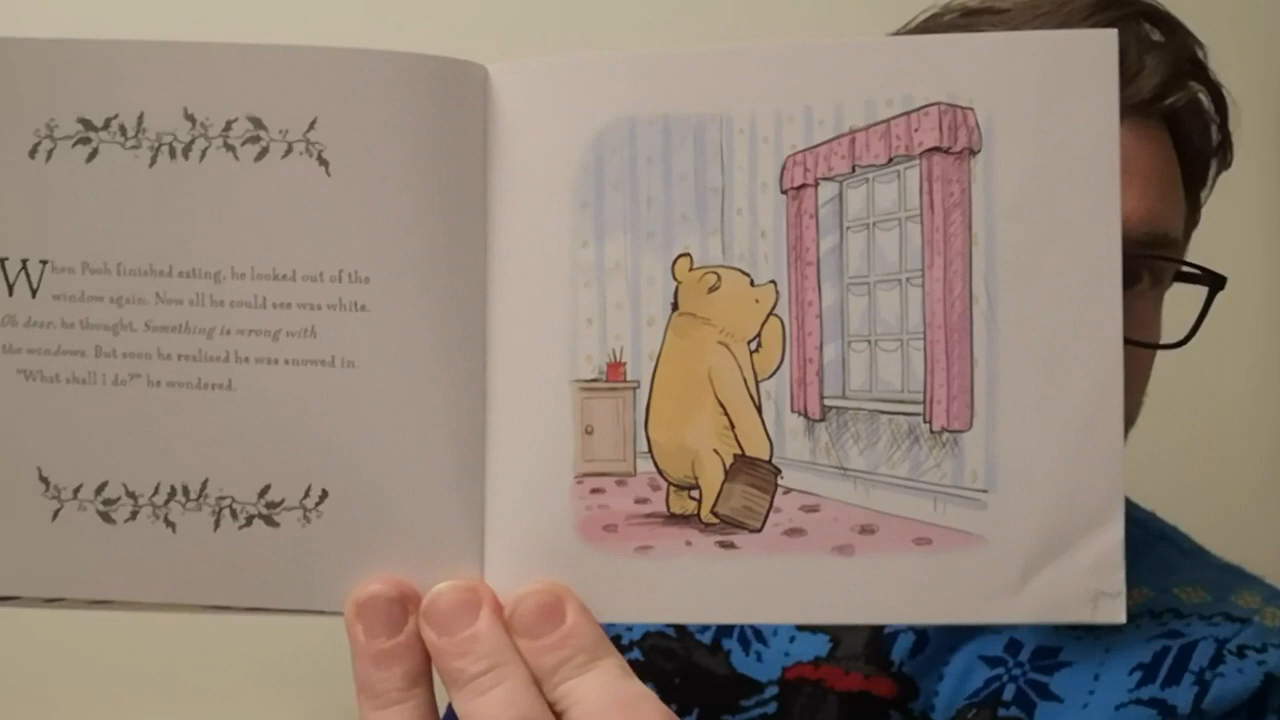 When Pooh finished eating, he looked out of the
window again. Now all he could see was white.
Oh dear, he thought. Something is wrong with
the windows. But soon he realised he was snowed in.
"What shall I do?" he wondered.